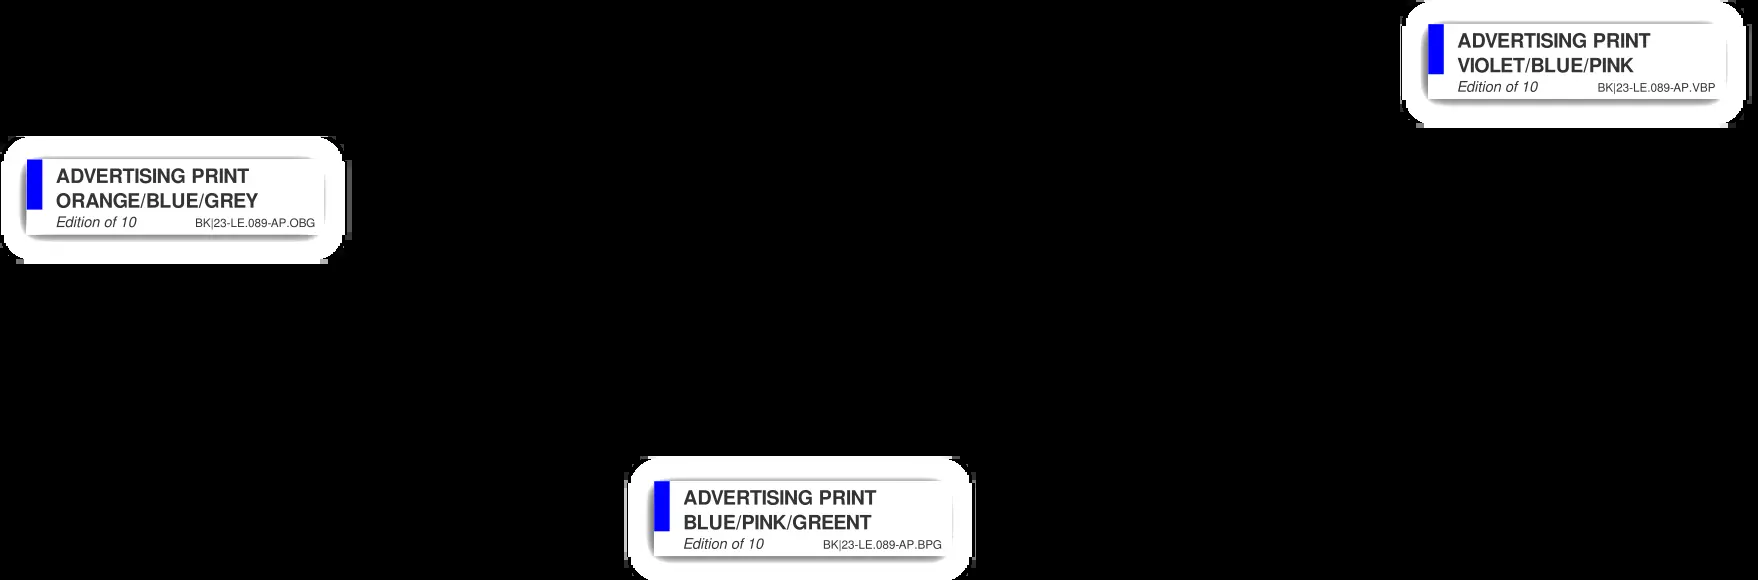 ADVERTISING PRINT
VIOLET/BLUE/PINK
Edition of 10 BK|23-LE.089-AP.VBP
ADVERTISING PRINT
ORANGE/BLUE/GREY
Edition of 10 BK|23-LE.089-AP.OBG
ADVERTISING PRINT
BLUE/PINK/GREENT
Edition of 10 BK|23-LE.089-AP.BPG